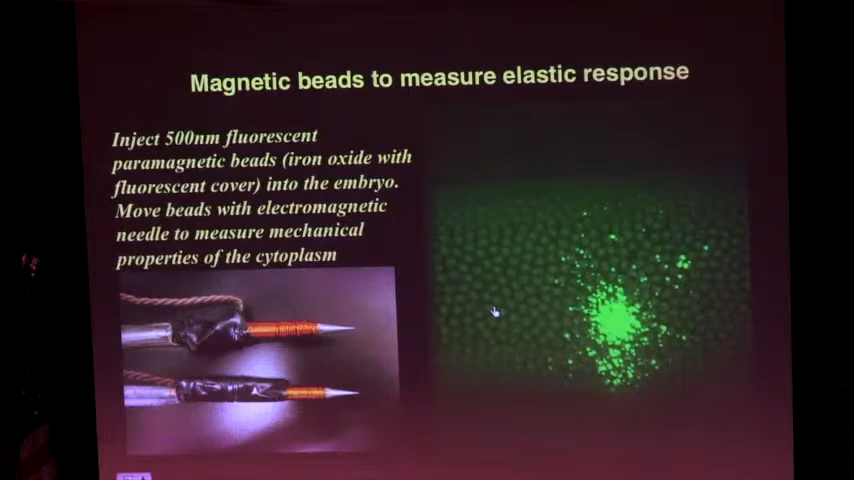 Magnetic beads to measure elastic response
Inject 500nm fluorescent
paramagnetic beads (iron oxide with
fluorescent cover) into the embryo.
Move beads with electromagnetic
needle to measure mechanical
properties of the cytoplasm